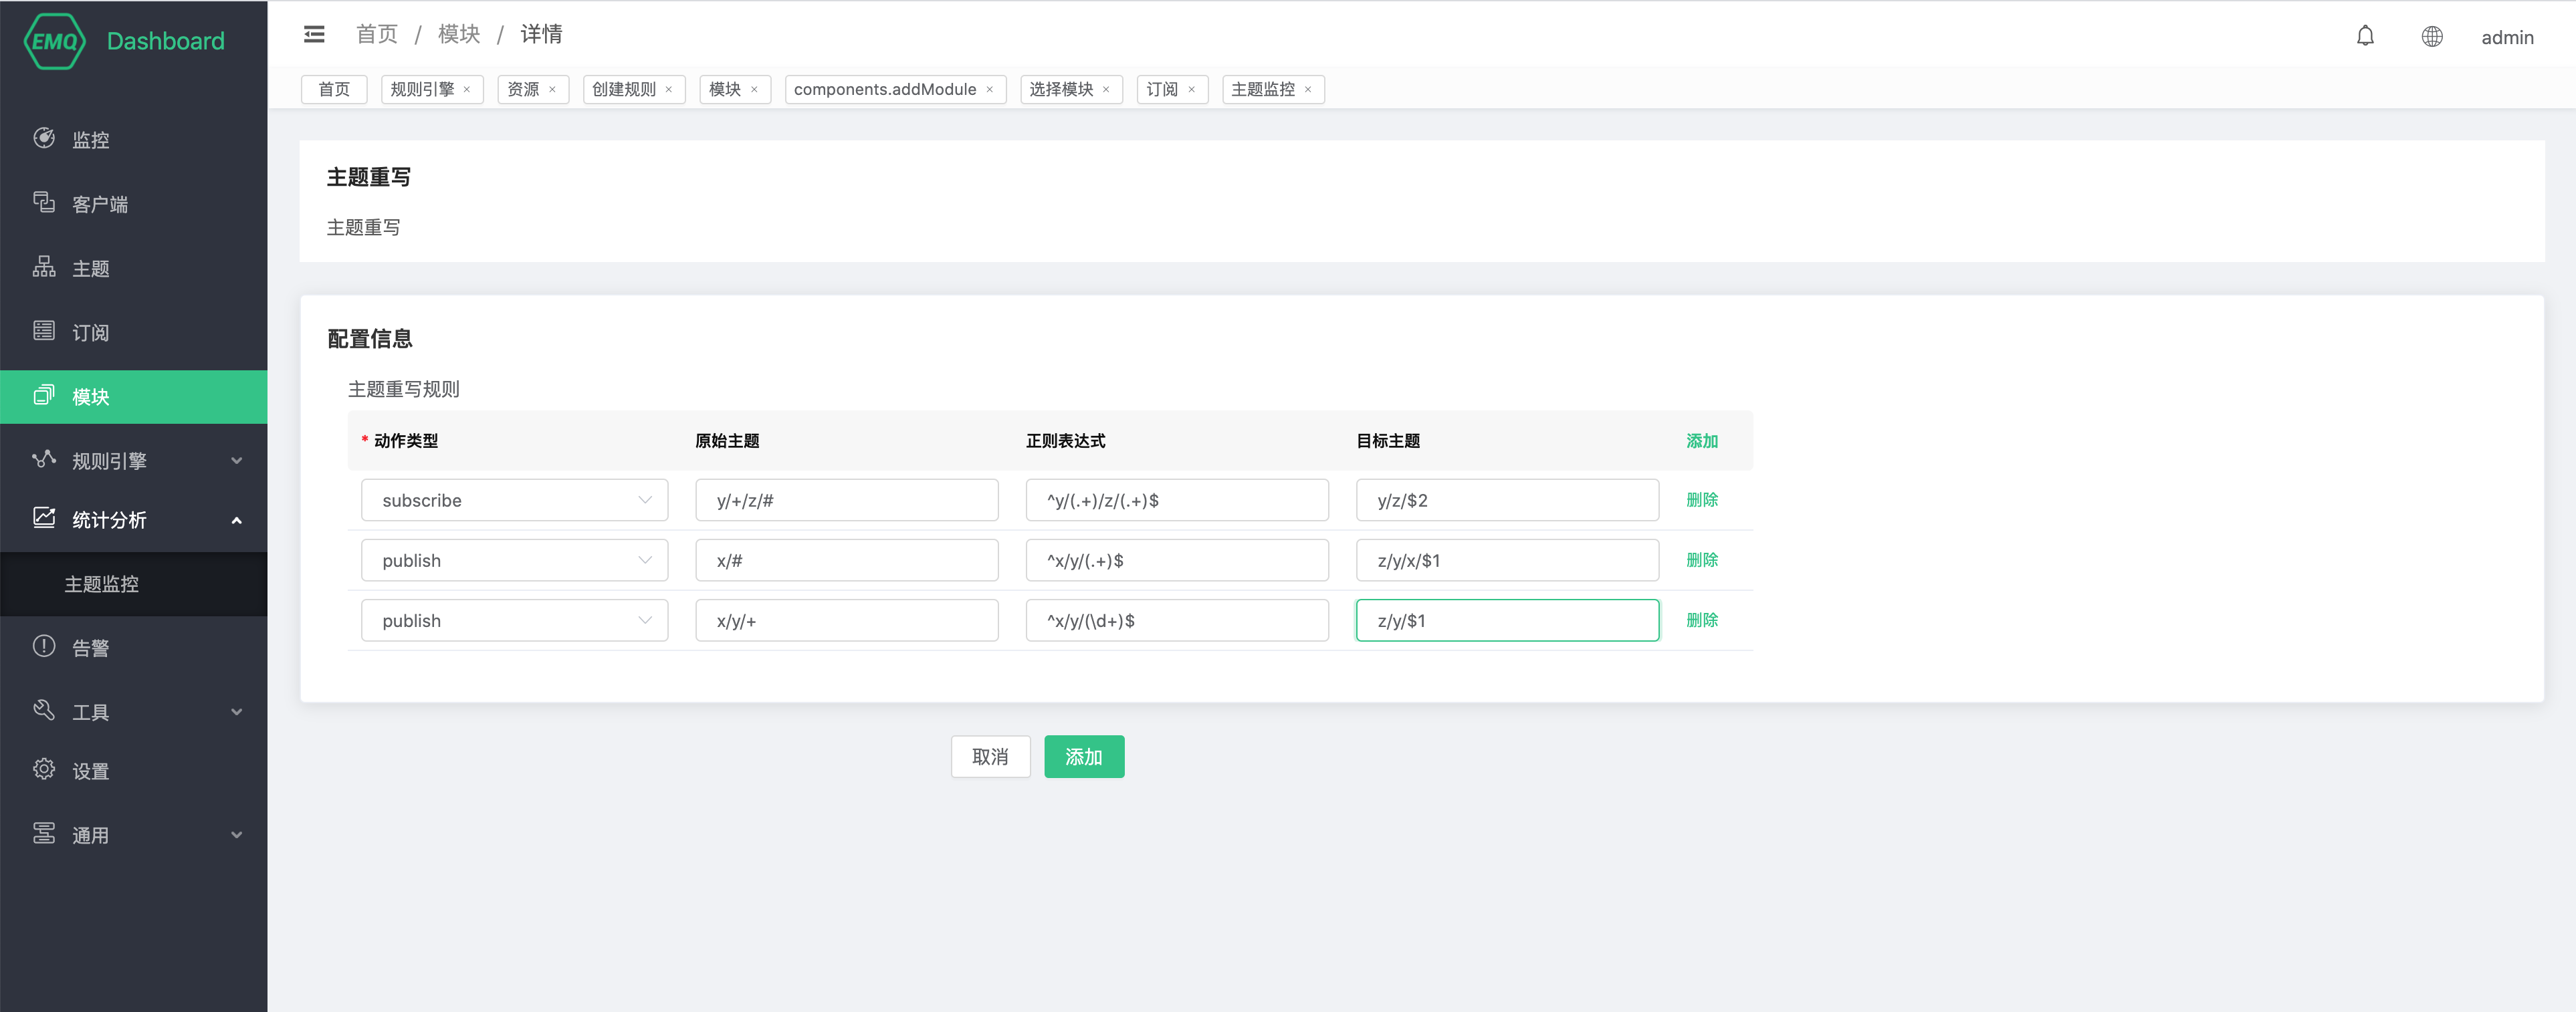 EMQ Dashboard
监控
客户端
主题
订阅
模块
规则引擎
统计分析
主题监控
告警
工具
设置
通用
首页 / 模块 / 详情
admin
首页 规则引擎 × 资源 × 创建规则 × 模块 × components.addModule × 选择模块 × 订阅 × 主题监控 ×
主题重写
主题重写
配置信息
主题重写规则
* 动作类型 原始主题 正则表达式 目标主题 添加
subscribe y/+/z/# ^y/(.+)/z/(.+)$ y/z/$2 删除
publish x/# ^x/y/(.+)$ z/y/x/$1 删除
publish x/y/+ ^x/y/(\d+)$ z/y/$1 删除
取消 添加